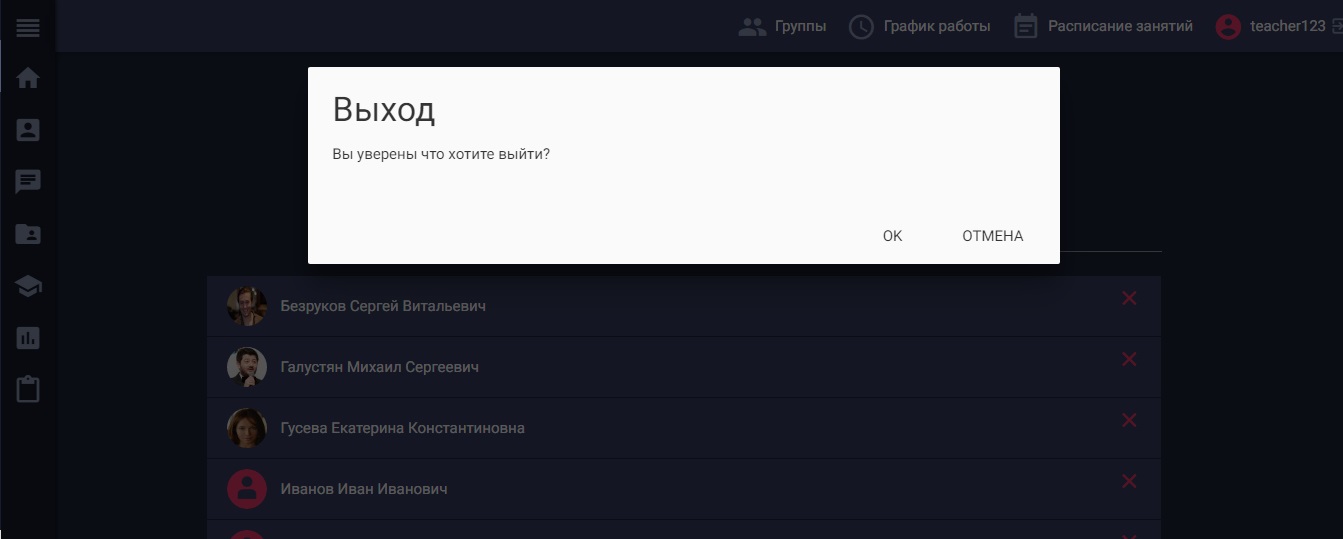 Группы
График работы
Расписание занятий
teacher123
Выход
Вы уверены что хотите выйти?
ОК
ОТМЕНА
Безруков Сергей Витальевич
Галустян Михаил Сергеевич
Гусева Екатерина Константиновна
Иванов Иван Иванович